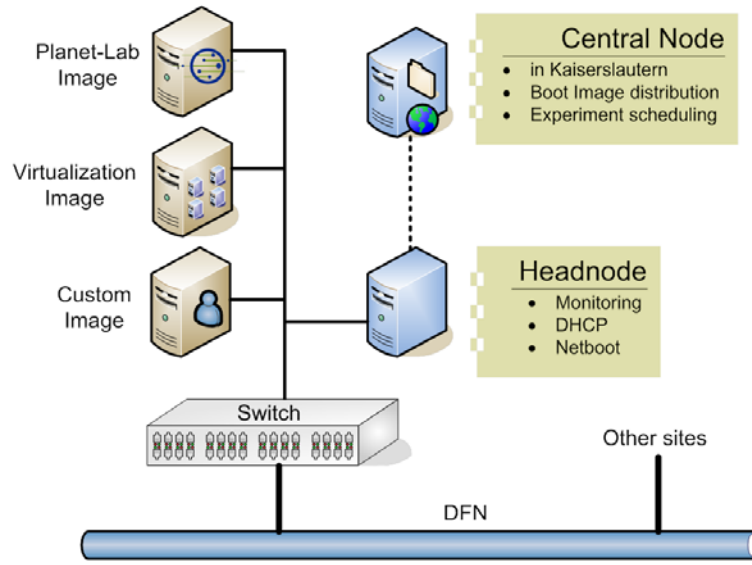 Planet-Lab
Image
Central Node
• in Kaiserslautern
• Boot Image distribution
• Experiment scheduling
Virtualization
Image
Custom
Image
Headnode
• Monitoring
• DHCP
• Netboot
Switch
Other sites
DFN